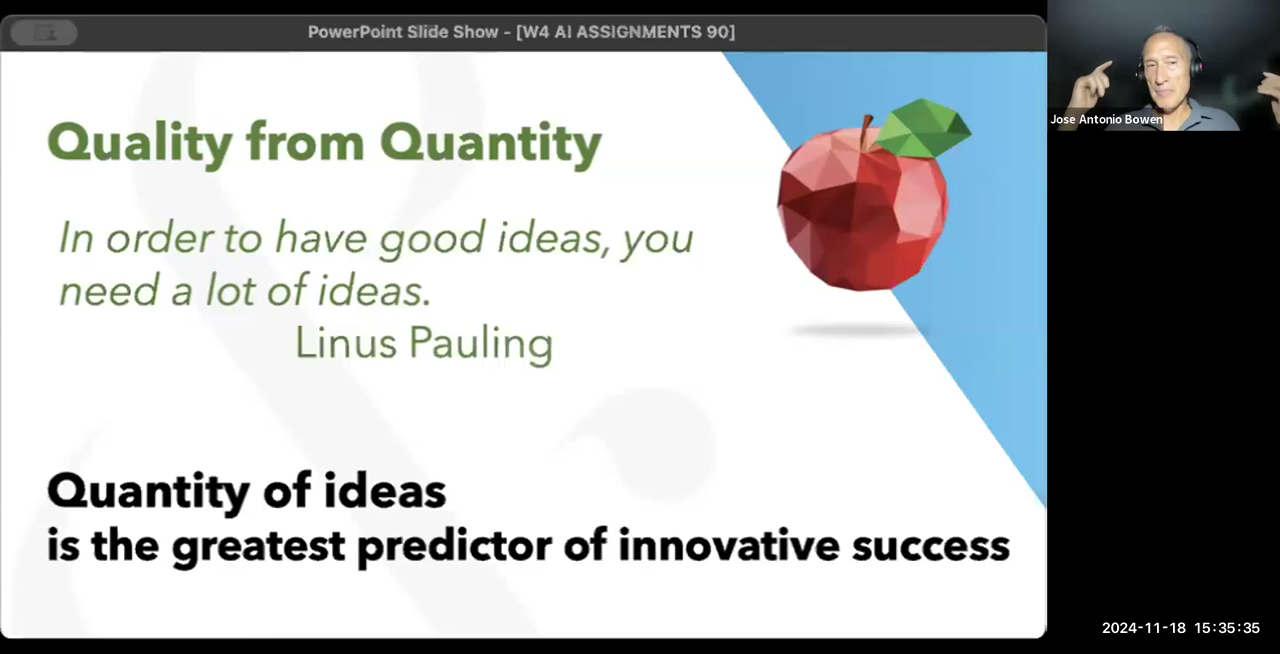 PowerPoint Slide Show - [W4 AI ASSIGNMENTS 90]
Quality from Quantity
In order to have good ideas, you
need a lot of ideas.
Linus Pauling
Quantity of ideas
is the greatest predictor of innovative success
Jose Antonio Bowen
2024-11-18 15:35:35